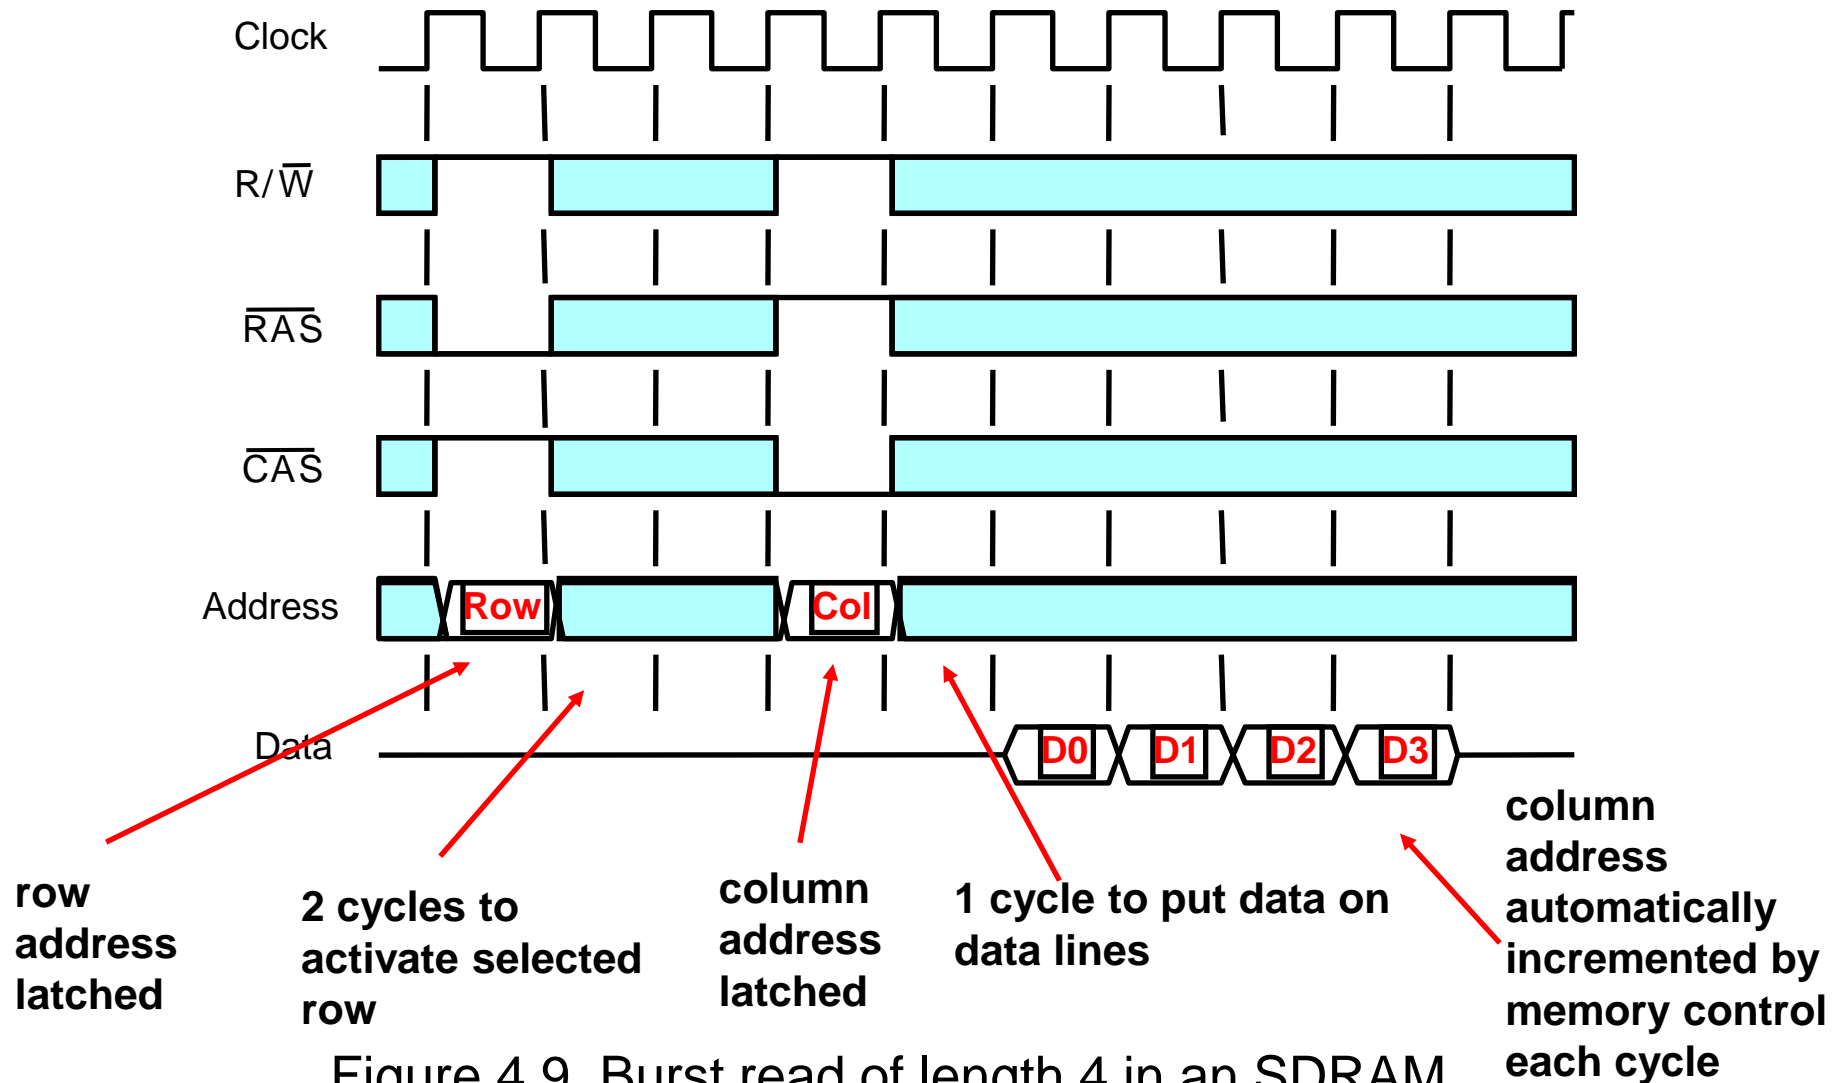 Clock
R/W̅
R̅A̅S̅
C̅A̅S̅
Address
Row
Col
Data
D0
D1
D2
D3
row
address
latched
2 cycles to
activate selected
row
column
address
latched
1 cycle to put data on
data lines
column
address
automatically
incremented by
memory control
each cycle
Figure 4.9 Burst read of length 4 in an SDRAM